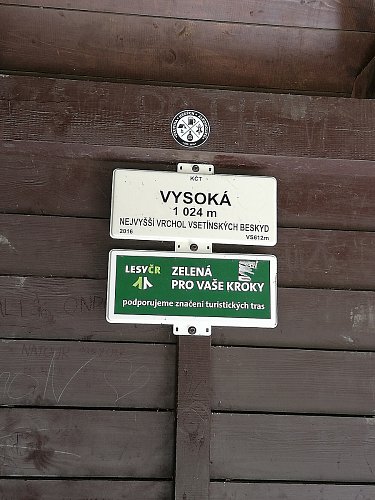 KČT
VYSOKÁ
1 024 m
NEJVYŠŠÍ VRCHOL VSETÍNSKÝCH BESKYD
2016 VS612m
LESY ČR ZELENÁ
PRO VAŠE KROKY
podporujeme značení turistických tras